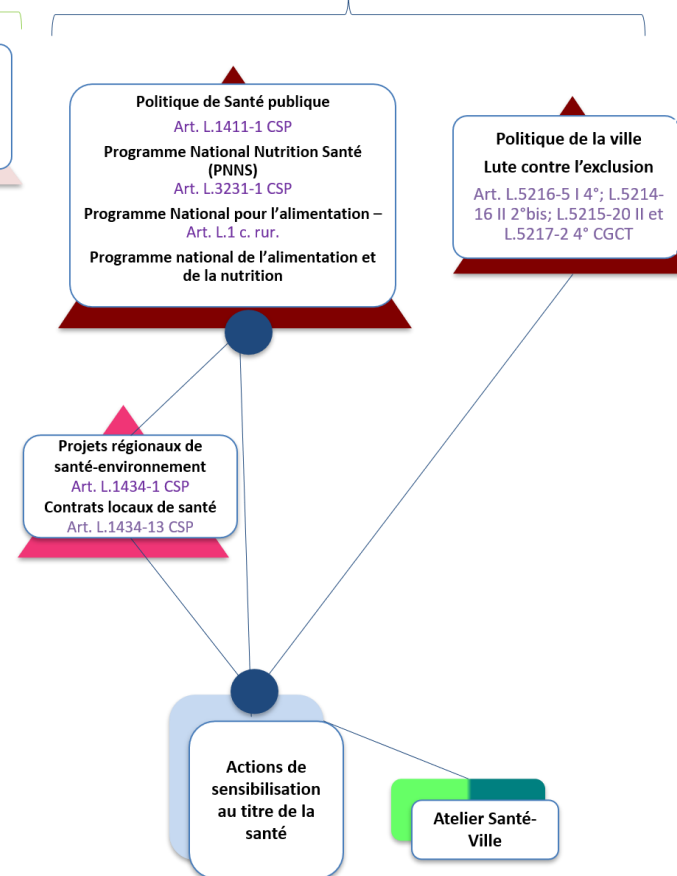 Politique de Santé publique
Art. L.1411-1 CSP
Programme National Nutrition Santé
(PNNS)
Art. L.3231-1 CSP
Programme National pour l’alimentation –
Art. L.1 c. rur.
Programme national de l’alimentation et
de la nutrition
Politique de la ville
Lute contre l’exclusion
Art. L.5216-5 I 4°; L.5214-
16 II 2°bis; L.5215-20 II et
L.5217-2 4° CGCT
Projets régionaux de
santé-environnement
Art. L.1434-1 CSP
Contrats locaux de santé
Art. L.1434-13 CSP
Actions de
sensibilisation
au titre de la
santé
Atelier Santé-
Ville